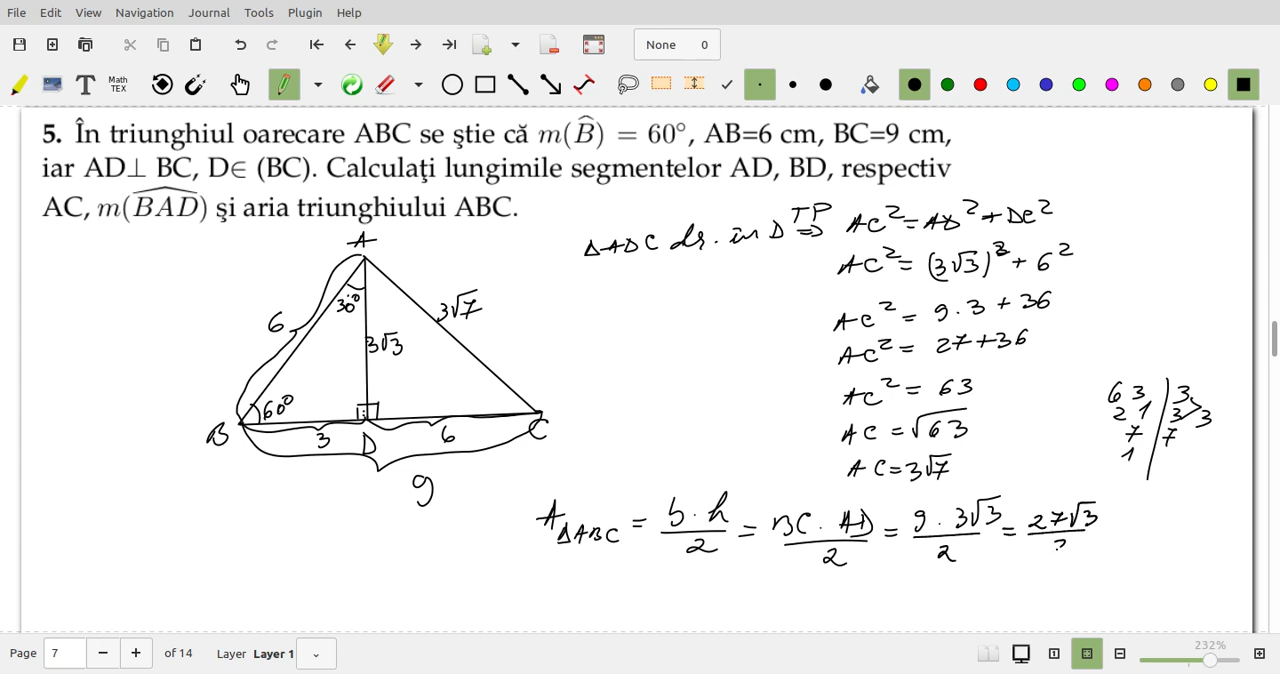 File Edit View Navigation Journal Tools Plugin Help
None 0
T Math TEX
5. În triunghiul oarecare ABC se ştie că m(B̂) = 60°, AB=6 cm, BC=9 cm,
iar AD⊥ BC, D∈ (BC). Calculaţi lungimile segmentelor AD, BD, respectiv
AC, m(B͡AD) şi aria triunghiului ABC.
A
6
30°
3√3
3√7
60°
B
3
D
6
C
9
ΔADC dr. în D TP⇒ AC² = AD² + DC²
AC² = (3√3)² + 6²
AC² = 9·3 + 36
AC² = 27+36
AC² = 63
AC = √63
AC = 3√7
63 | 3
21 | 3 > 3
7 | 7
1
A ΔABC = b·h/2 = BC·AD/2 = 9·3√3/2 = 27√3/2
Page 7 of 14 Layer Layer 1 232%